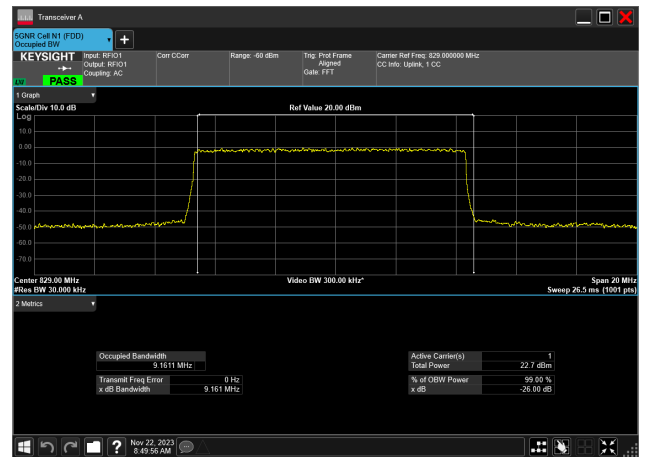 Transceiver A
5GNR Cell N1 (FDD)
Occupied BW
+
KEYSIGHT
Input: RFIO1
Output: RFIO1
Coupling: AC
Corr CCorr
Range: -60 dBm
Trig: Prot Frame
Aligned
Gate: FFT
Carrier Ref Freq: 829.000000 MHz
CC Info: Uplink, 1 CC
PASS
1 Graph
Scale/Div 10.0 dB
Ref Value 20.00 dBm
Log
10.0
0.00
-10.0
-20.0
-30.0
-40.0
-50.0
-60.0
-70.0
Center 829.00 MHz
Video BW 300.00 kHz*
Span 20 MHz
#Res BW 30.000 kHz
Sweep 26.5 ms (1001 pts)
2 Metrics
Occupied Bandwidth
9.1611 MHz
Active Carrier(s) 1
Total Power 22.7 dBm
Transmit Freq Error 0 Hz
x dB Bandwidth 9.161 MHz
% of OBW Power 99.00 %
x dB -26.00 dB
?
Nov 22, 2023
8:49:56 AM